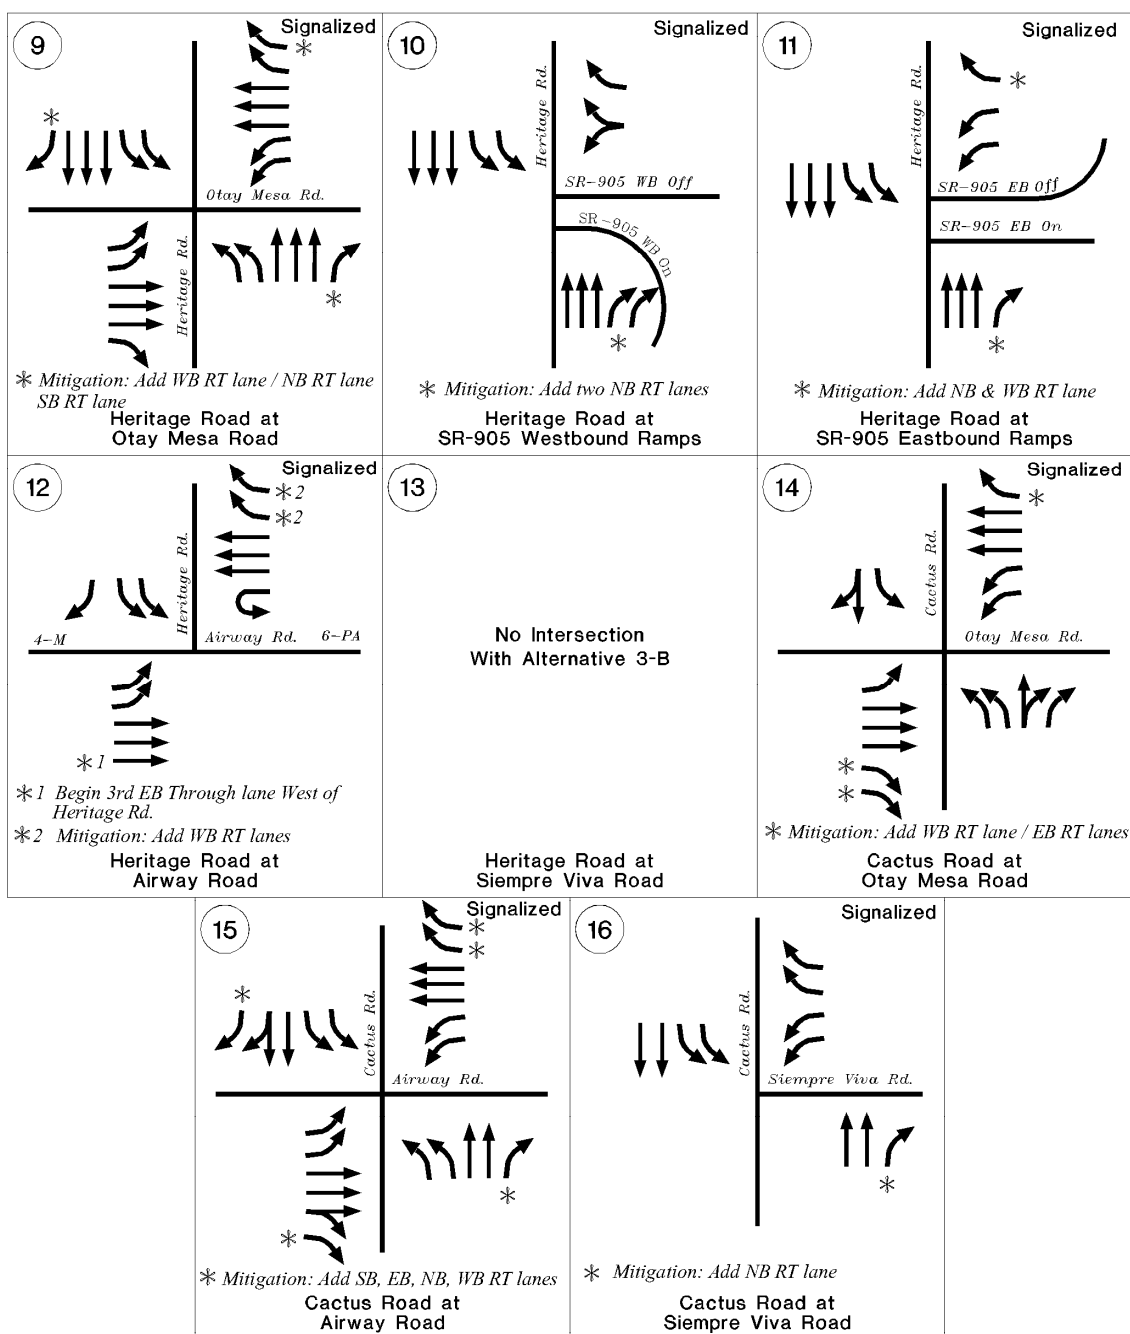 9
Signalized
*
*
Heritage Rd.
Otay Mesa Rd.
*
* Mitigation: Add WB RT lane / NB RT lane
SB RT lane
Heritage Road at
Otay Mesa Road
10
Signalized
Heritage Rd.
SR-905 WB Off
SR-905 WB On
*
* Mitigation: Add two NB RT lanes
Heritage Road at
SR-905 Westbound Ramps
11
Signalized
Heritage Rd.
*
SR-905 EB Off
SR-905 EB On
*
* Mitigation: Add NB & WB RT lane
Heritage Road at
SR-905 Eastbound Ramps
12
Signalized
*2
*2
Heritage Rd.
4-M
Airway Rd.
6-PA
*1
*1 Begin 3rd EB Through lane West of
Heritage Rd.
*2 Mitigation: Add WB RT lanes
Heritage Road at
Airway Road
13
No Intersection
With Alternative 3-B
Heritage Road at
Siempre Viva Road
14
Signalized
*
Cactus Rd.
Otay Mesa Rd.
*
*
* Mitigation: Add WB RT lane / EB RT lanes
Cactus Road at
Otay Mesa Road
15
Signalized
*
*
*
Cactus Rd.
Airway Rd.
*
*
* Mitigation: Add SB, EB, NB, WB RT lanes
Cactus Road at
Airway Road
16
Signalized
Cactus Rd.
Siempre Viva Rd.
*
* Mitigation: Add NB RT lane
Cactus Road at
Siempre Viva Road